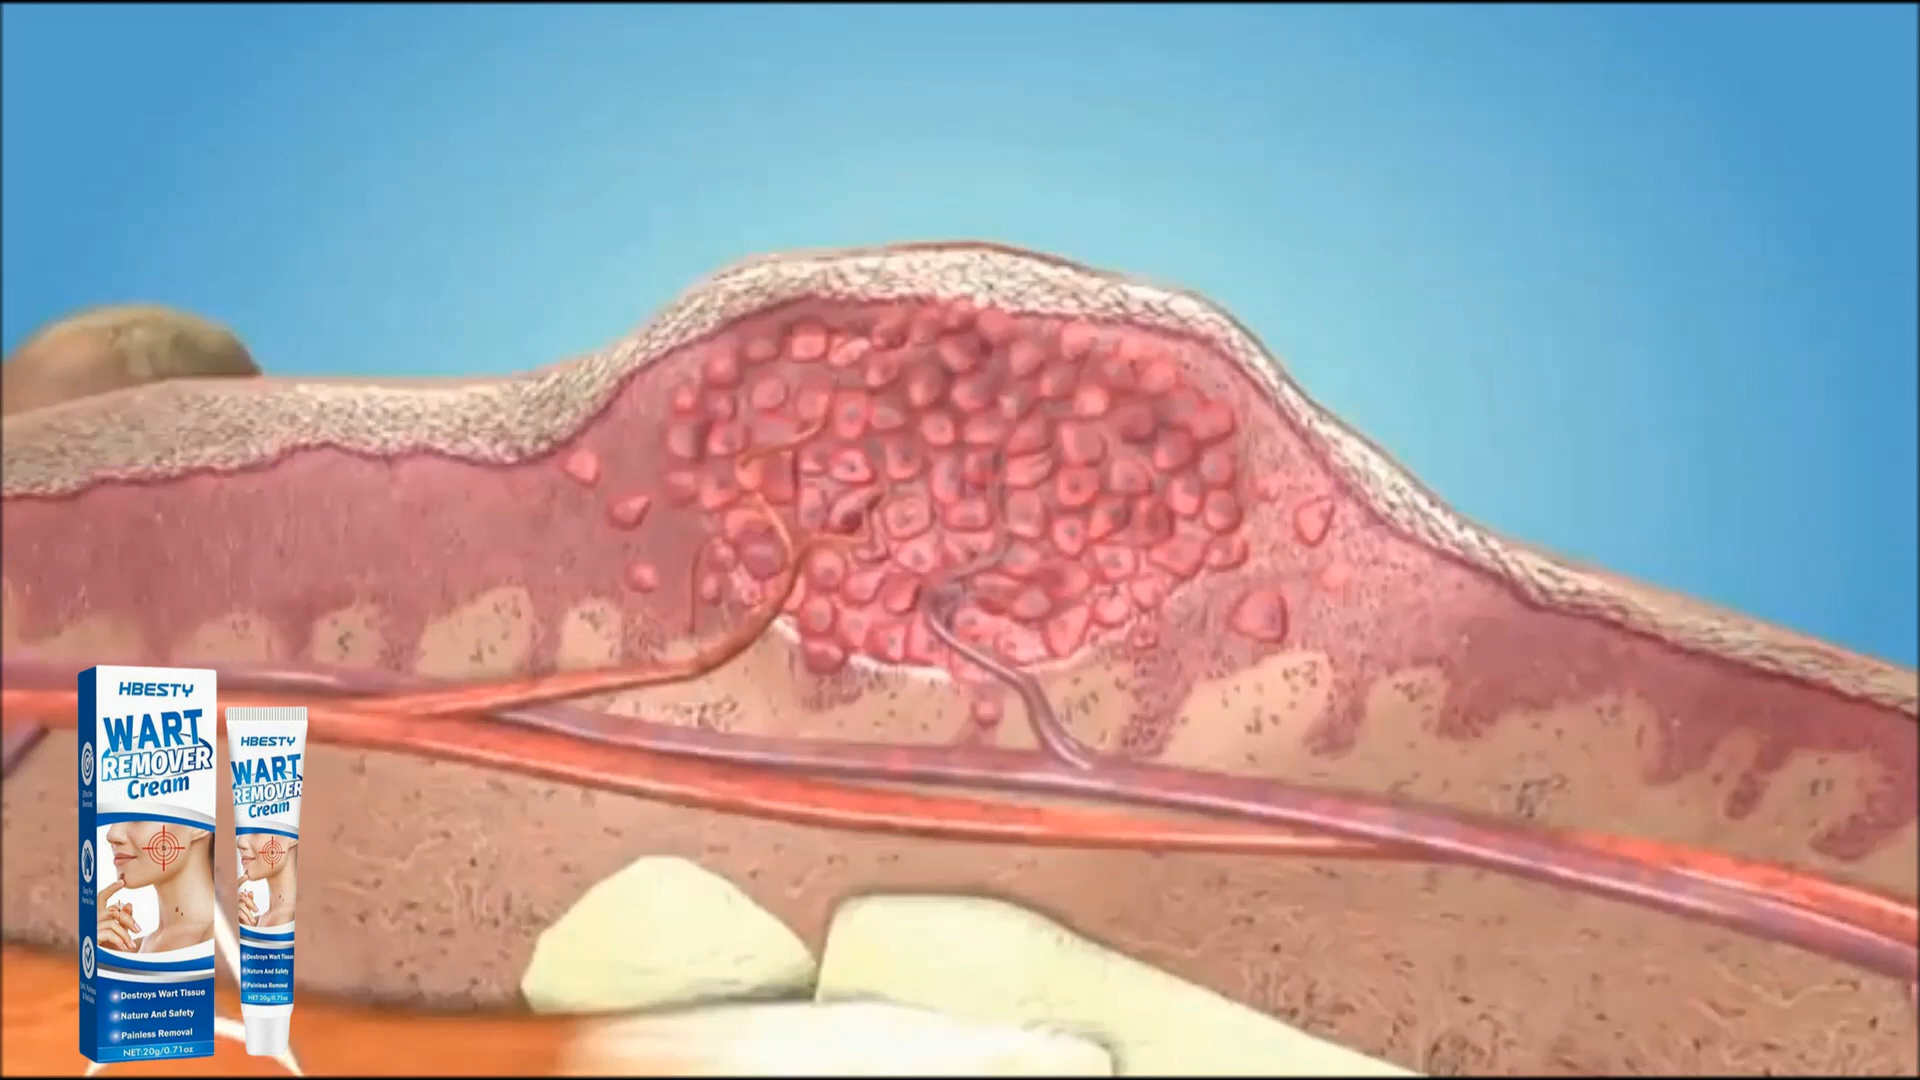 HBESTY
WART
REMOVER
Cream
Destroys Wart Tissue
Nature And Safety
Painless Removal
NET:20g/0.71oz
HBESTY
WART
REMOVER
Cream
Destroys Wart Tissue
Nature And Safety
Painless Removal
NET:20g/0.71oz